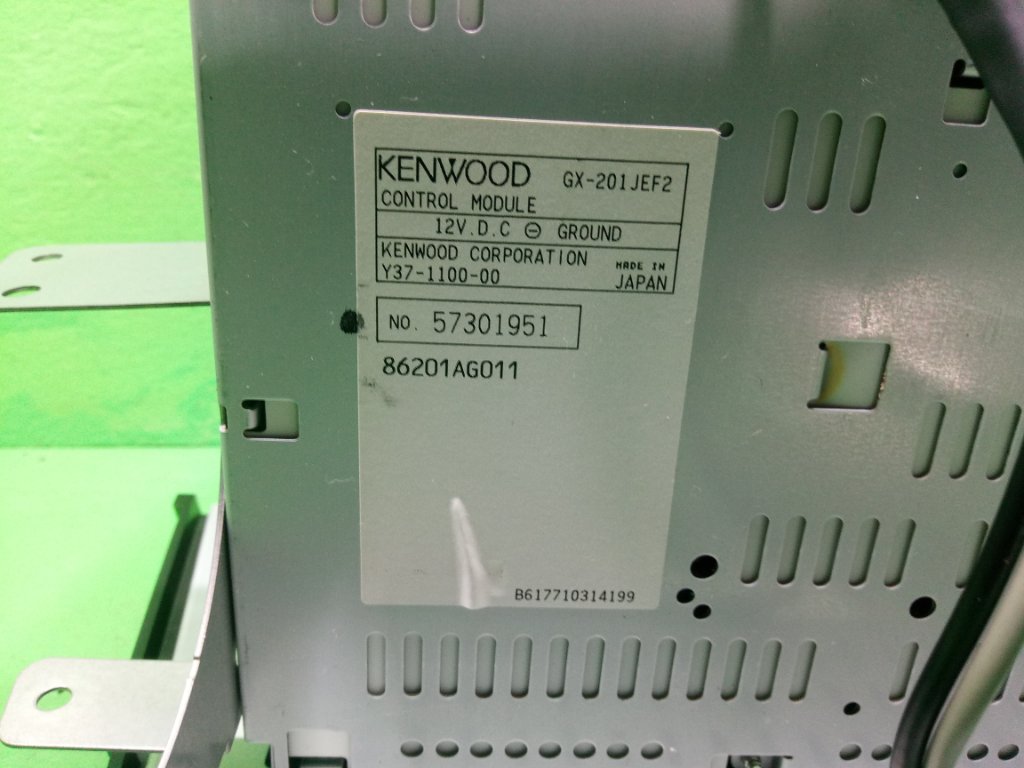 KENWOOD GX-201JEF2
CONTROL MODULE
12V.D.C ⊖ GROUND
KENWOOD CORPORATION
Y37-1100-00
MADE IN
JAPAN
NO. 57301951
86201AG011
B617710314199